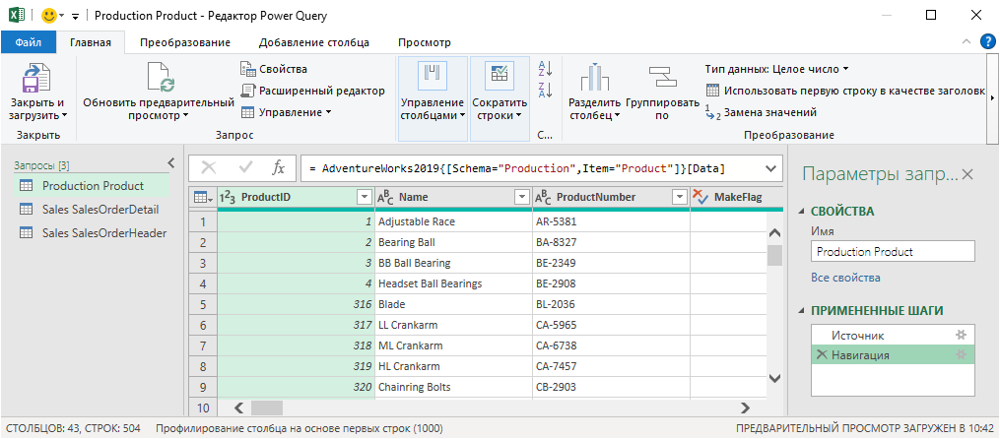 Production Product - Редактор Power Query
Файл
Главная
Преобразование
Добавление столбца
Просмотр
Закрыть и
загрузить
Закрыть
Обновить предварительный
просмотр
Свойства
Расширенный редактор
Управление
Запрос
Управление
столбцами
Сократить
строки
С...
Разделить
столбец
Группировать
по
Тип данных: Целое число
Использовать первую строку в качестве заголовк
Замена значений
Преобразование
Запросы [3]
Production Product
Sales SalesOrderDetail
Sales SalesOrderHeader
fx
= AdventureWorks2019{[Schema="Production",Item="Product"]}[Data]
ProductID Name ProductNumber MakeFlag
1 1 Adjustable Race AR-5381
2 2 Bearing Ball BA-8327
3 3 BB Ball Bearing BE-2349
4 4 Headset Ball Bearings BE-2908
5 316 Blade BL-2036
6 317 LL Crankarm CA-5965
7 318 ML Crankarm CA-6738
8 319 HL Crankarm CA-7457
9 320 Chainring Bolts CB-2903
10
Параметры запр...
СВОЙСТВА
Имя
Production Product
Все свойства
ПРИМЕНЕННЫЕ ШАГИ
Источник
Навигация
СТОЛБЦОВ: 43, СТРОК: 504
Профилирование столбца на основе первых строк (1000)
ПРЕДВАРИТЕЛЬНЫЙ ПРОСМОТР ЗАГРУЖЕН В 10:42